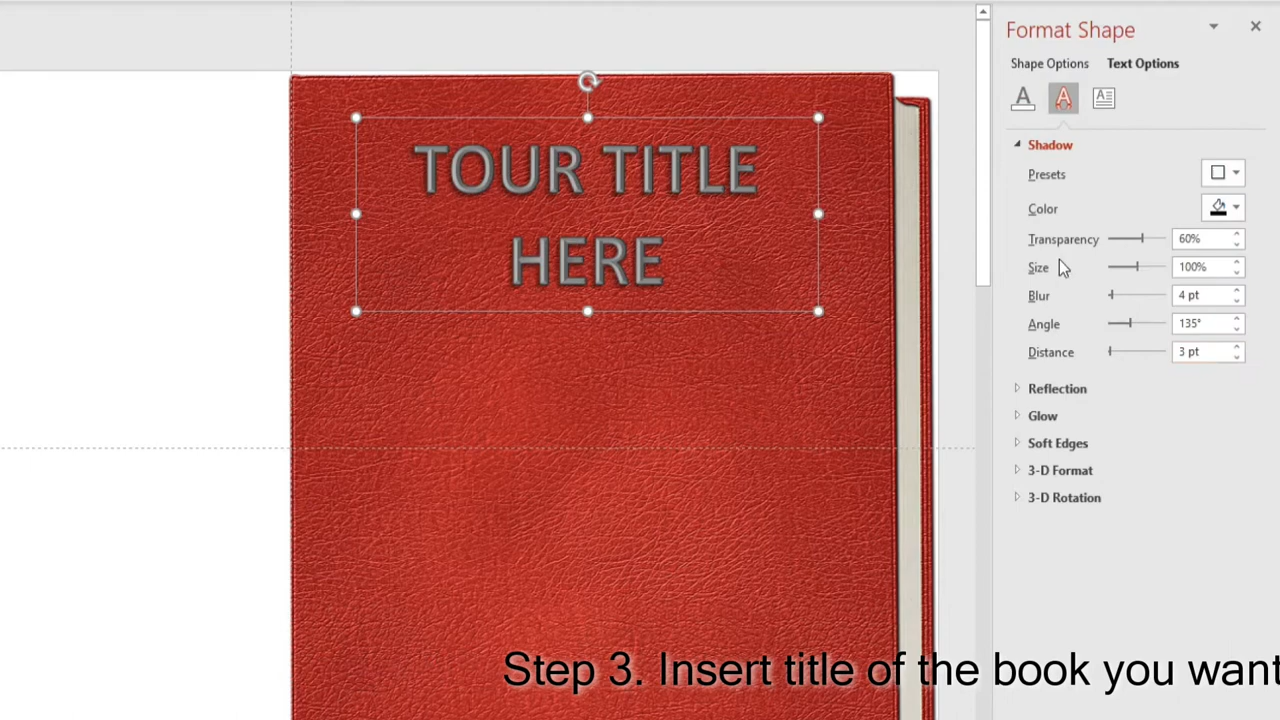 Format Shape
Shape Options Text Options
Shadow
Presets
Color
Transparency 60%
Size 100%
Blur 4 pt
Angle 135°
Distance 3 pt
Reflection
Glow
Soft Edges
3-D Format
3-D Rotation
TOUR TITLE
HERE
Step 3. Insert title of the book you want